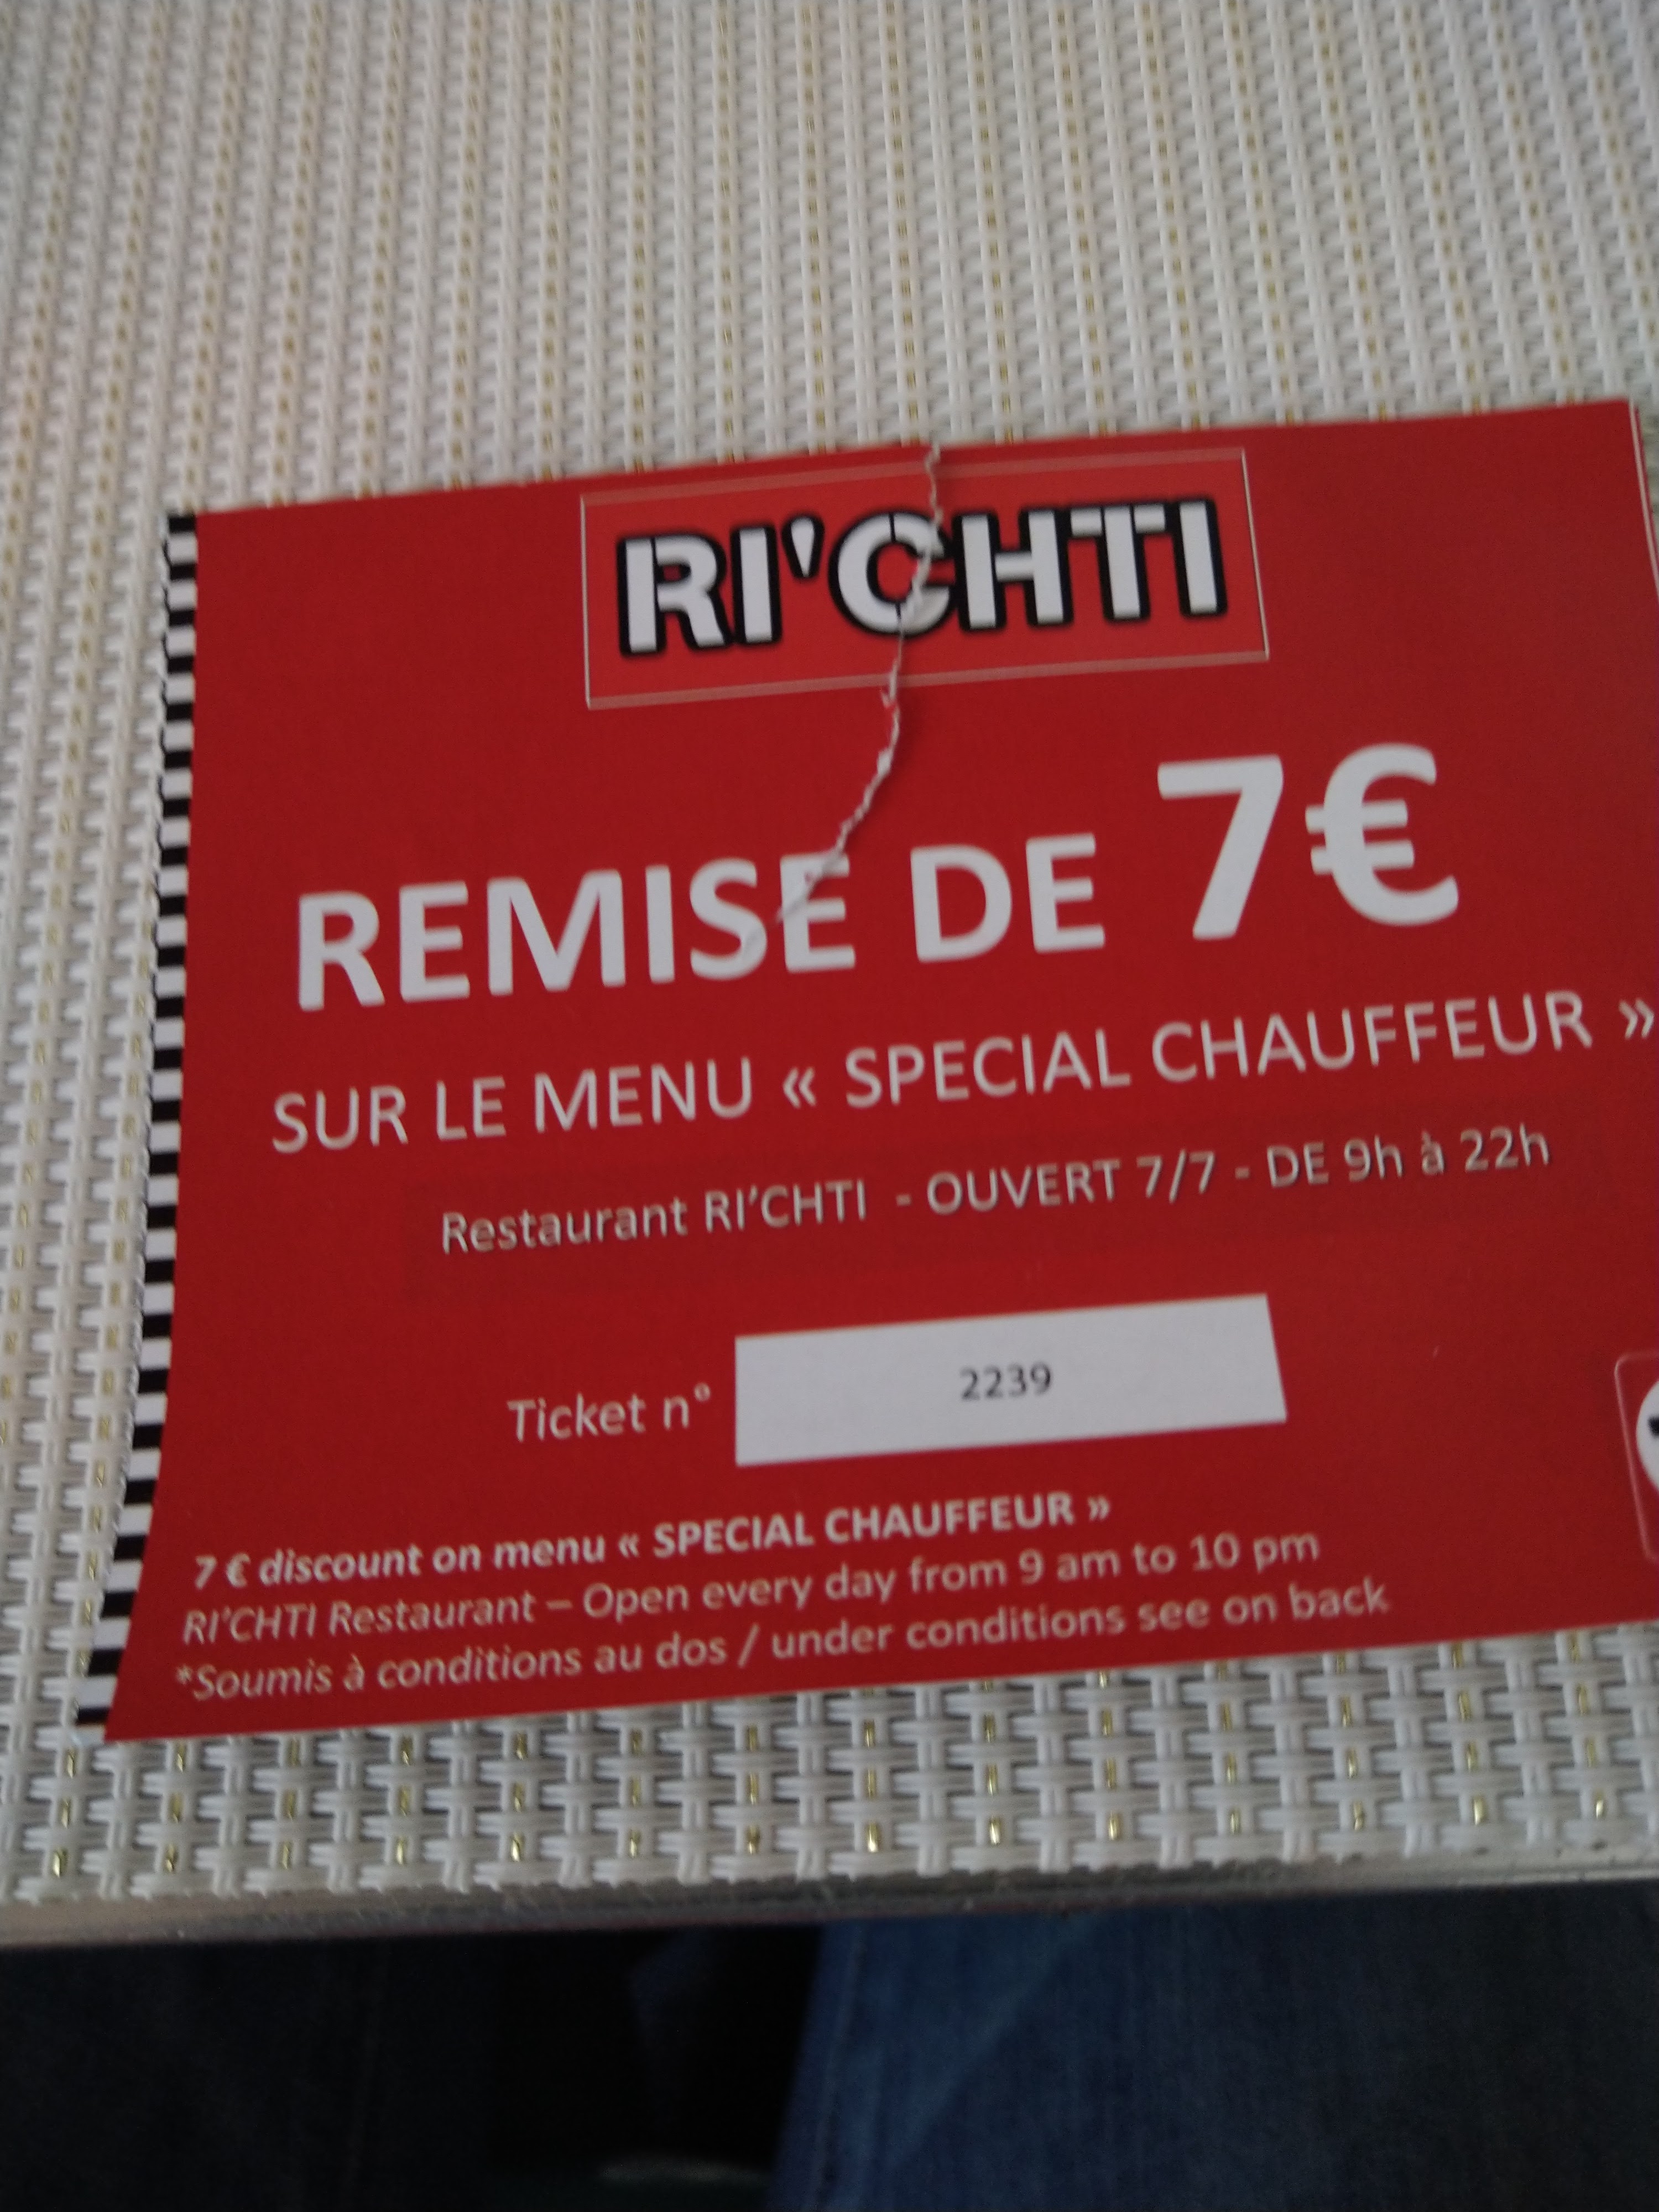 RI'CHTI
REMISE DE 7€
SUR LE MENU « SPECIAL CHAUFFEUR »
Restaurant RI'CHTI - OUVERT 7/7 - DE 9h à 22h
Ticket n° 2239
7 € discount on menu « SPECIAL CHAUFFEUR »
RI'CHTI Restaurant – Open every day from 9 am to 10 pm
*Soumis à conditions au dos / under conditions see on back